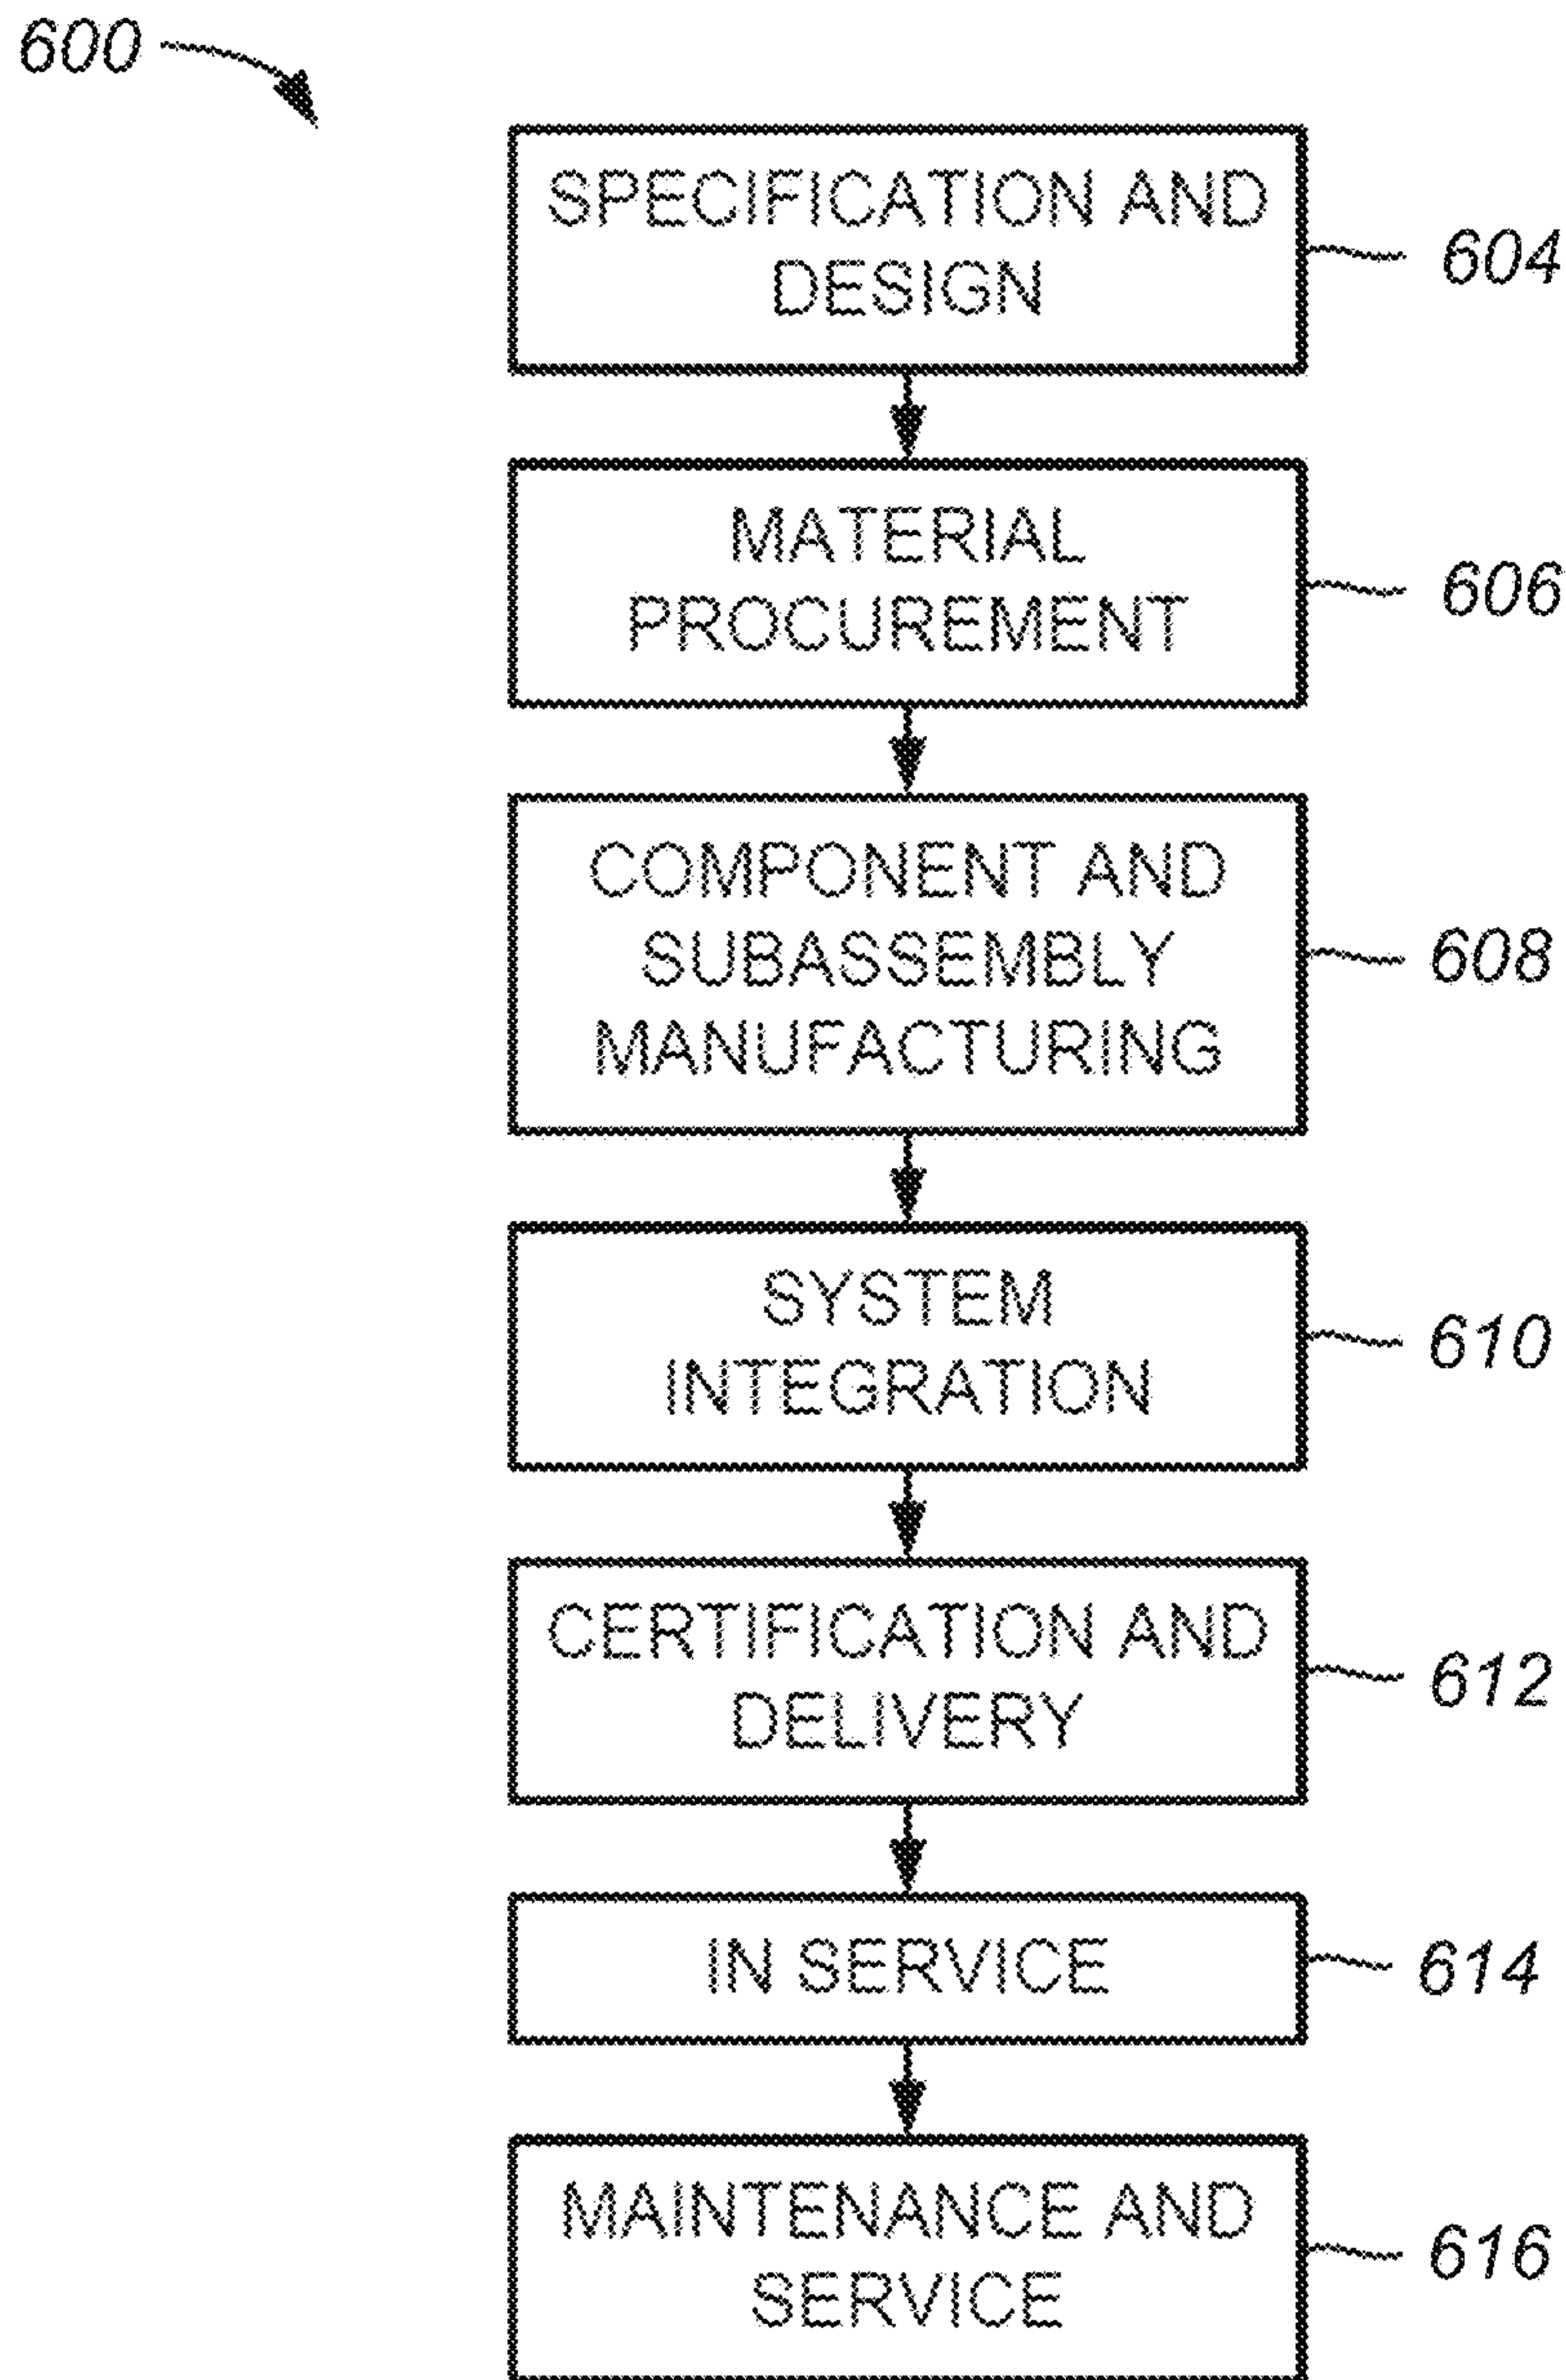 600
SPECIFICATION AND
DESIGN
604
MATERIAL
PROCUREMENT
606
COMPONENT AND
SUBASSEMBLY
MANUFACTURING
608
SYSTEM
INTEGRATION
610
CERTIFICATION AND
DELIVERY
612
IN SERVICE
614
MAINTENANCE AND
SERVICE
616